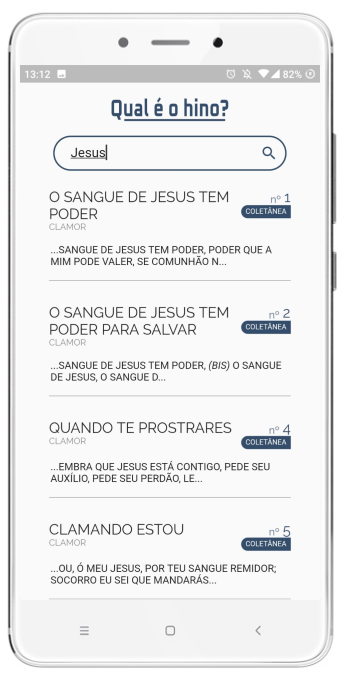 13:12
82%
Qual é o hino?
Jesus
O SANGUE DE JESUS TEM
PODER
nº 1
COLETÂNEA
CLAMOR
...SANGUE DE JESUS TEM PODER, PODER QUE A
MIM PODE VALER, SE COMUNHÃO N...
O SANGUE DE JESUS TEM
PODER PARA SALVAR
nº 2
COLETÂNEA
CLAMOR
...SANGUE DE JESUS TEM PODER, (BIS) O SANGUE
DE JESUS, O SANGUE D...
QUANDO TE PROSTRARES
nº 4
COLETÂNEA
CLAMOR
...EMBRA QUE JESUS ESTÁ CONTIGO, PEDE SEU
AUXÍLIO, PEDE SEU PERDÃO, LE...
CLAMANDO ESTOU
nº 5
COLETÂNEA
CLAMOR
...OU, Ó MEU JESUS, POR TEU SANGUE REMIDOR;
SOCORRO EU SEI QUE MANDARÁS...